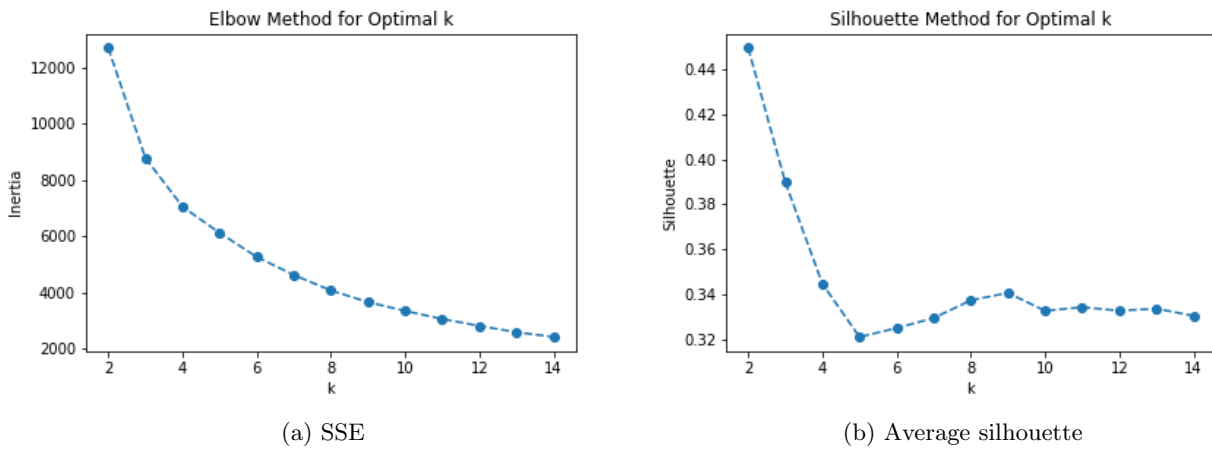 Elbow Method for Optimal k
12000
10000
8000
6000
4000
2000
Inertia
2 4 6 8 10 12 14
k
(a) SSE
Silhouette Method for Optimal k
0.44
0.42
0.40
0.38
0.36
0.34
0.32
Silhouette
2 4 6 8 10 12 14
k
(b) Average silhouette